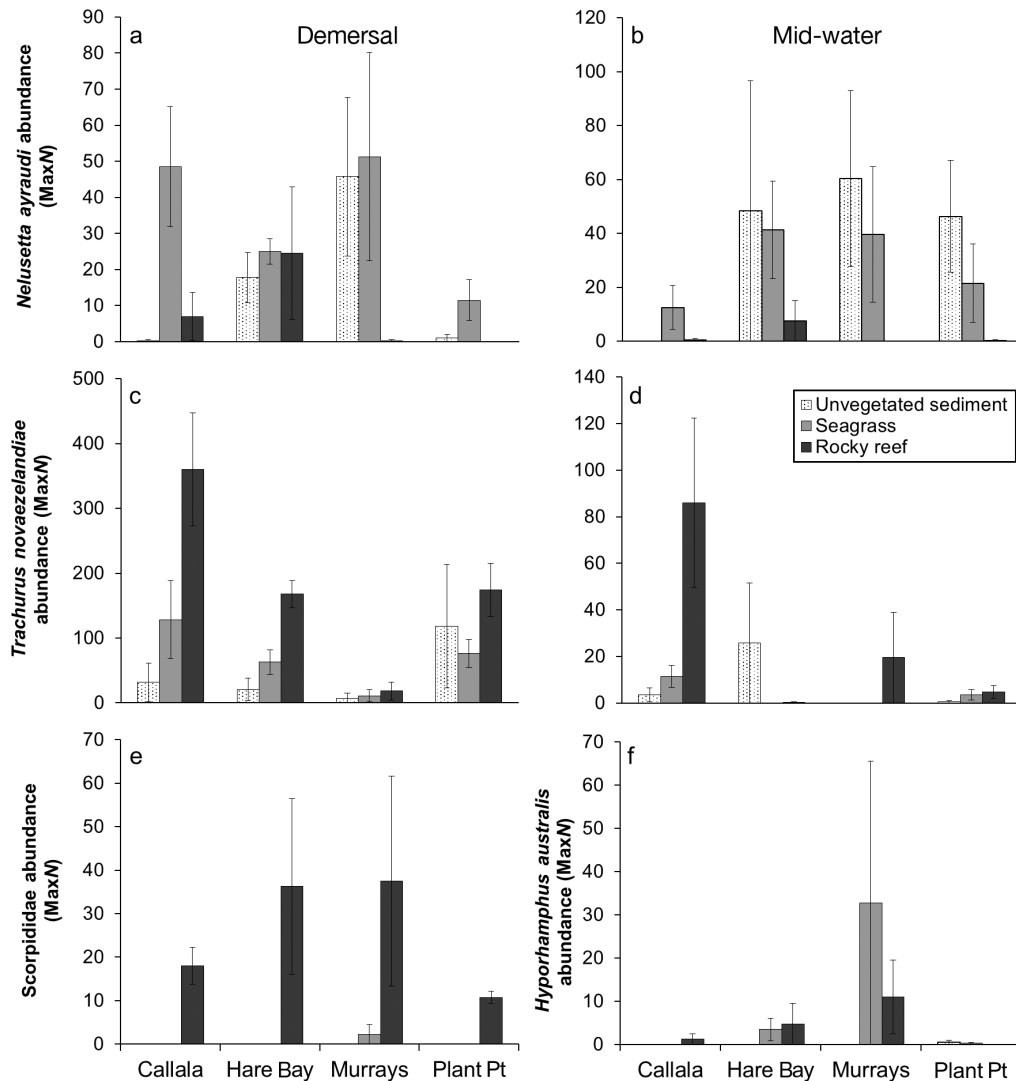 a Demersal
90
80
70
60
50
40
30
20
10
0
Nelusetta ayraudi abundance
(MaxN)
b Mid-water
120
100
80
60
40
20
0
c
500
400
300
200
100
0
Trachurus novaezelandiae
abundance (MaxN)
d
140
120
100
80
60
40
20
0
Unvegetated sediment
Seagrass
Rocky reef
e
70
60
50
40
30
20
10
0
Scorpididae abundance
(MaxN)
Callala Hare Bay Murrays Plant Pt
f
70
60
50
40
30
20
10
0
Hyporhamphus australis
abundance (MaxN)
Callala Hare Bay Murrays Plant Pt